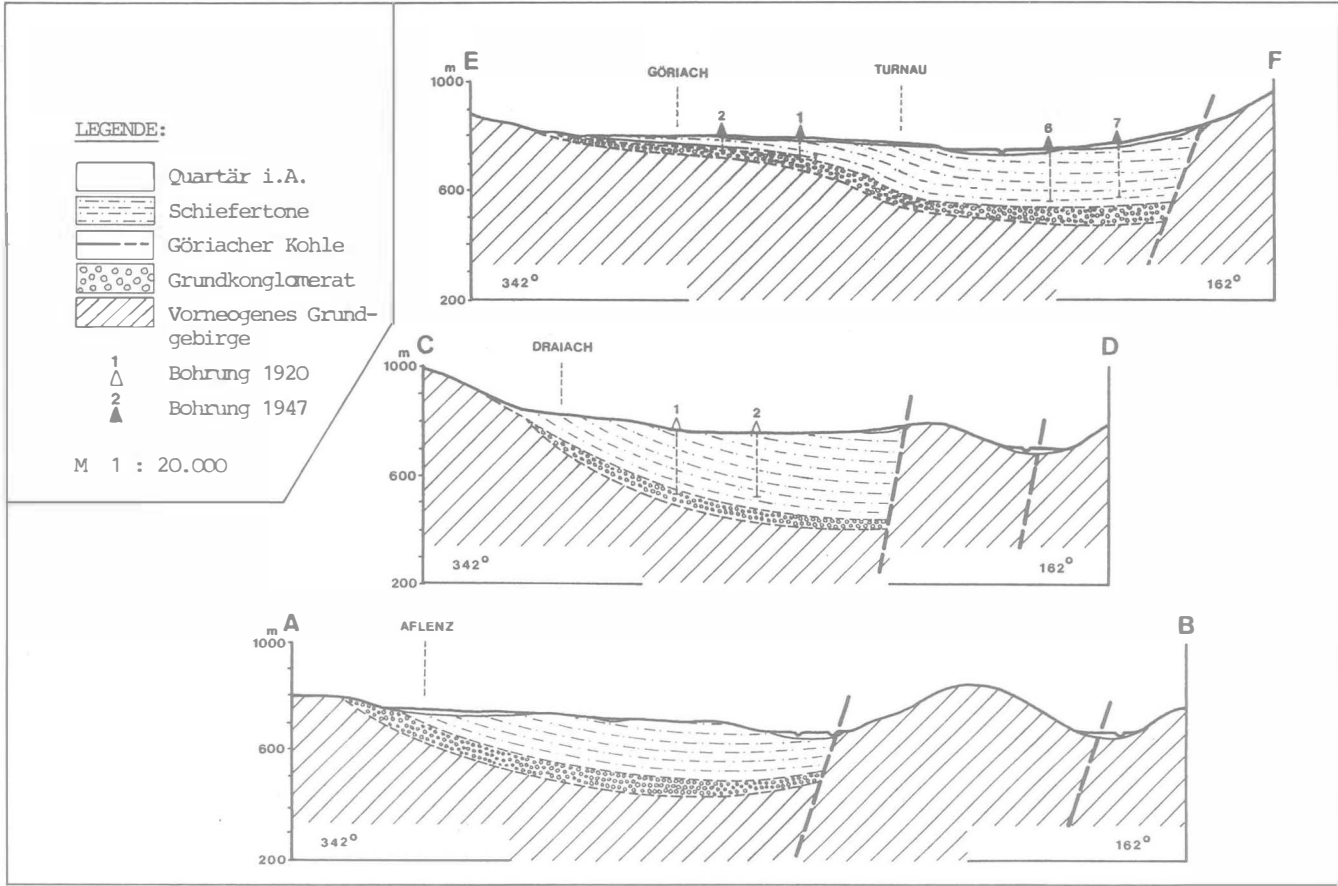 LEGENDE:
Quartär i.A.
Schiefertone
Göriacher Kohle
Grundkonglomerat
Vorneogenes Grund-
gebirge
1
Bohrung 1920
2
Bohrung 1947
M 1 : 20.000
E F
m
1000
GÖRIACH TURNAU
2 1 6 7
600
342° 162°
200
C D
m
1000
DRAIACH
1 2
600
342° 162°
200
A B
m
1000
AFLENZ
600
342° 162°
200